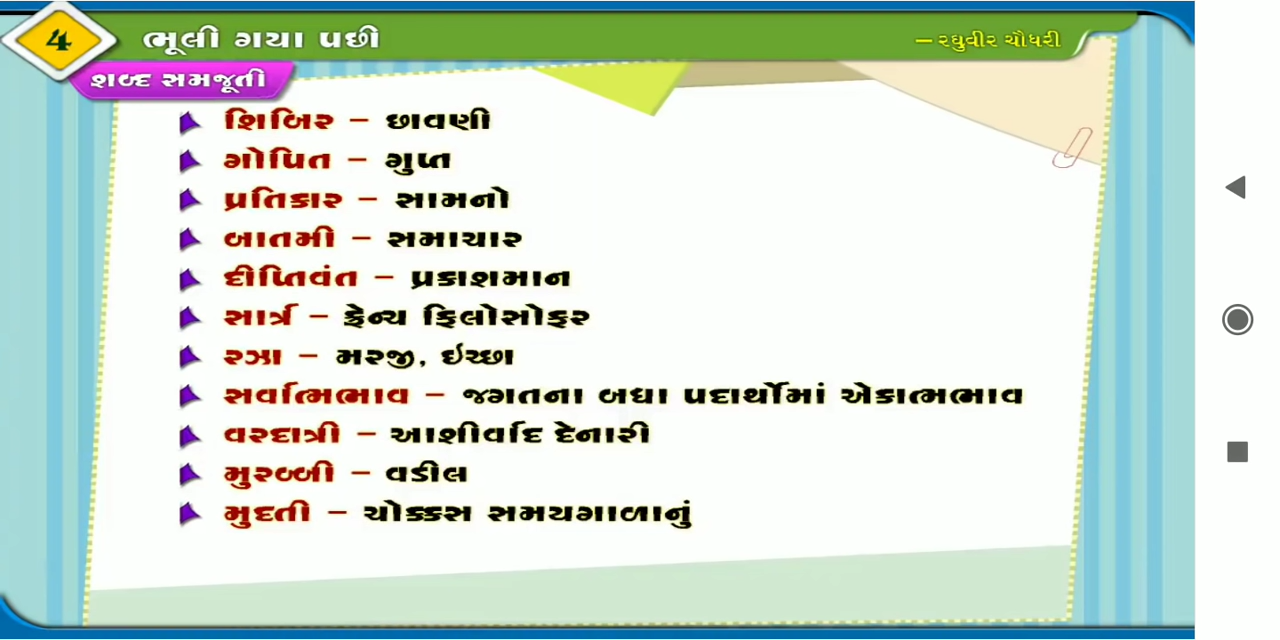 4 ભૂલી ગયા પછી – રઘુવીર ચૌધરી
શબ્દ સમજૂતી
શિબિર – છાવણી
ગોપિત – ગુપ્ત
પ્રતિકાર – સામનો
બાતમી – સમાચાર
દીપ્તિવંત – પ્રકાશમાન
સાર્ત્ર – ફ્રેન્ચ ફિલોસોફર
રઝા – મરજી, ઇચ્છા
સર્વાત્મભાવ – જગતના બધા પદાર્થોમાં એકાત્મભાવ
વરદાત્રી – આશીર્વાદ દેનારી
મુરબ્બી – વડીલ
મુદતી – ચોક્કસ સમયગાળાનું